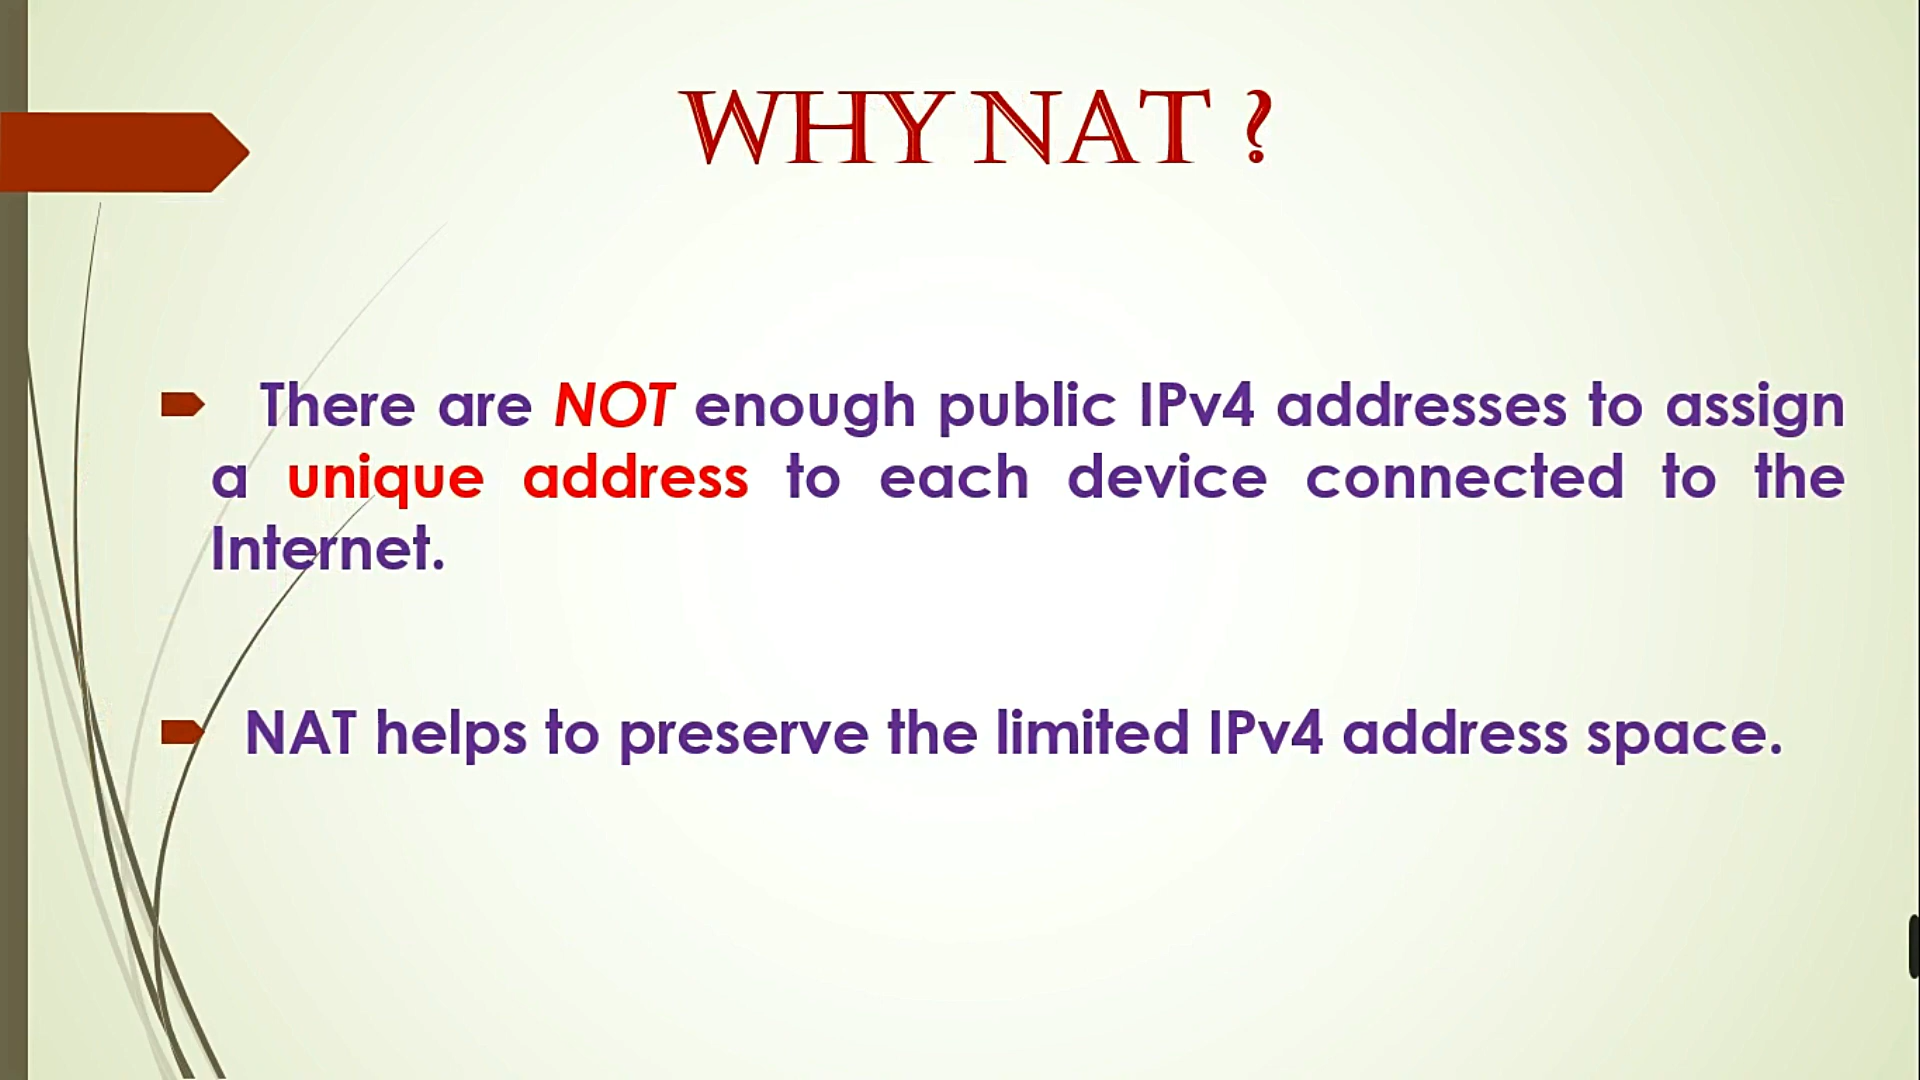 WHY NAT ?
There are NOT enough public IPv4 addresses to assign
a unique address to each device connected to the
Internet.
NAT helps to preserve the limited IPv4 address space.